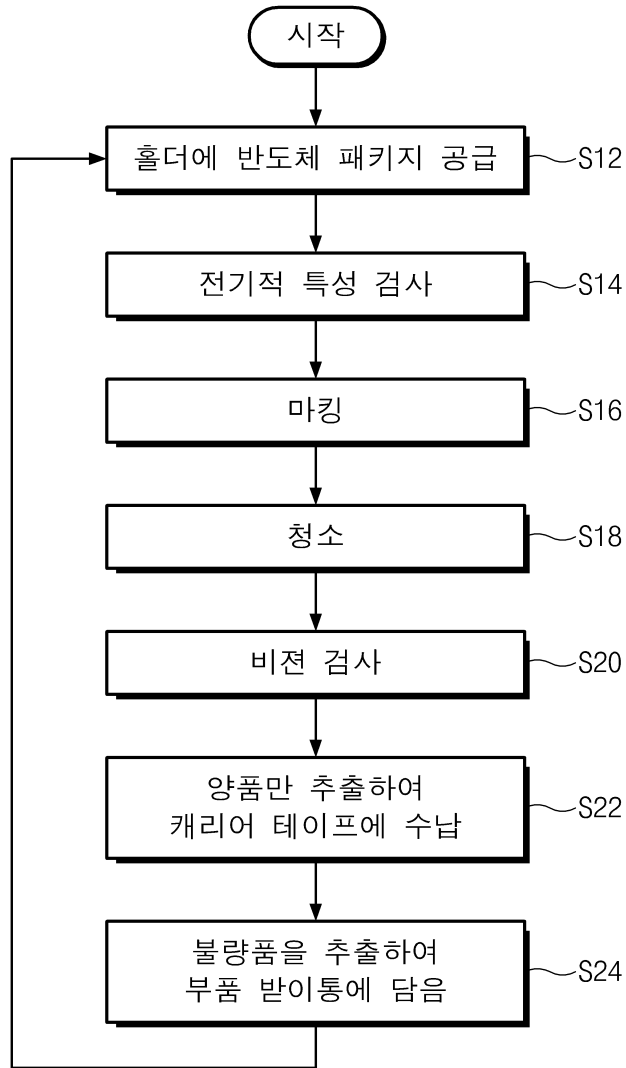 시작
홀더에 반도체 패키지 공급
S12
전기적 특성 검사
S14
마킹
S16
청소
S18
비젼 검사
S20
양품만 추출하여
캐리어 테이프에 수납
S22
불량품을 추출하여
부품 받이통에 담음
S24